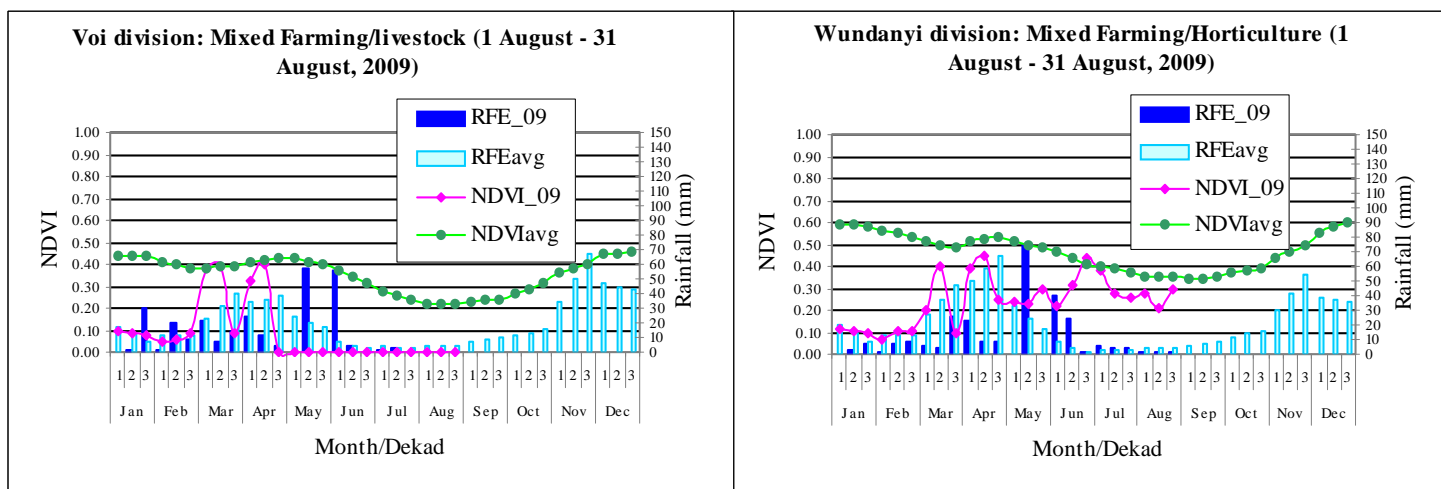 Voi division: Mixed Farming/livestock (1 August - 31
August, 2009)
RFE_09
RFEavg
NDVI_09
NDVIavg
NDVI
1.00
0.90
0.80
0.70
0.60
0.50
0.40
0.30
0.20
0.10
0.00
150
140
130
120
110
100
90
80
70
60
50
40
30
20
10
0
Rainfall (mm)
1 2 3 1 2 3 1 2 3 1 2 3 1 2 3 1 2 3 1 2 3 1 2 3 1 2 3 1 2 3 1 2 3 1 2 3
Jan Feb Mar Apr May Jun Jul Aug Sep Oct Nov Dec
Month/Dekad
Wundanyi division: Mixed Farming/Horticulture (1
August - 31 August, 2009)
RFE_09
RFEavg
NDVI_09
NDVIavg
NDVI
1.00
0.90
0.80
0.70
0.60
0.50
0.40
0.30
0.20
0.10
0.00
150
140
130
120
110
100
90
80
70
60
50
40
30
20
10
0
Rainfall (mm)
1 2 3 1 2 3 1 2 3 1 2 3 1 2 3 1 2 3 1 2 3 1 2 3 1 2 3 1 2 3 1 2 3 1 2 3
Jan Feb Mar Apr May Jun Jul Aug Sep Oct Nov Dec
Month/Dekad